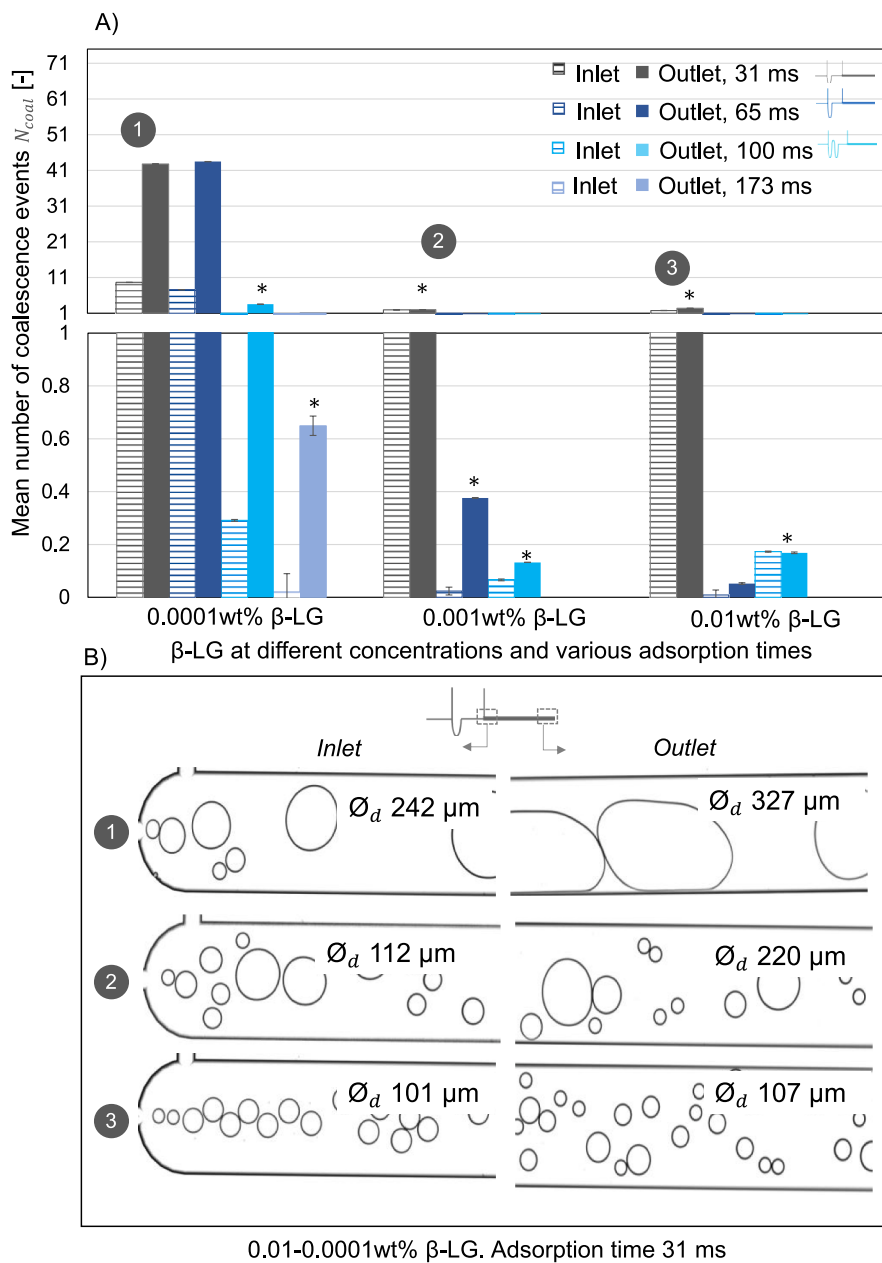 A)
Mean number of coalescence events N_coal [-]
71
61
51
41
31
21
11
1
1
0.8
0.6
0.4
0.2
0
Inlet Outlet, 31 ms
Inlet Outlet, 65 ms
Inlet Outlet, 100 ms
Inlet Outlet, 173 ms
1
2
3
*
*
*
*
*
*
*
0.0001wt% β-LG
0.001wt% β-LG
0.01wt% β-LG
β-LG at different concentrations and various adsorption times
B)
Inlet
Outlet
1
Ø_d 242 µm
Ø_d 327 µm
2
Ø_d 112 µm
Ø_d 220 µm
3
Ø_d 101 µm
Ø_d 107 µm
0.01-0.0001wt% β-LG. Adsorption time 31 ms